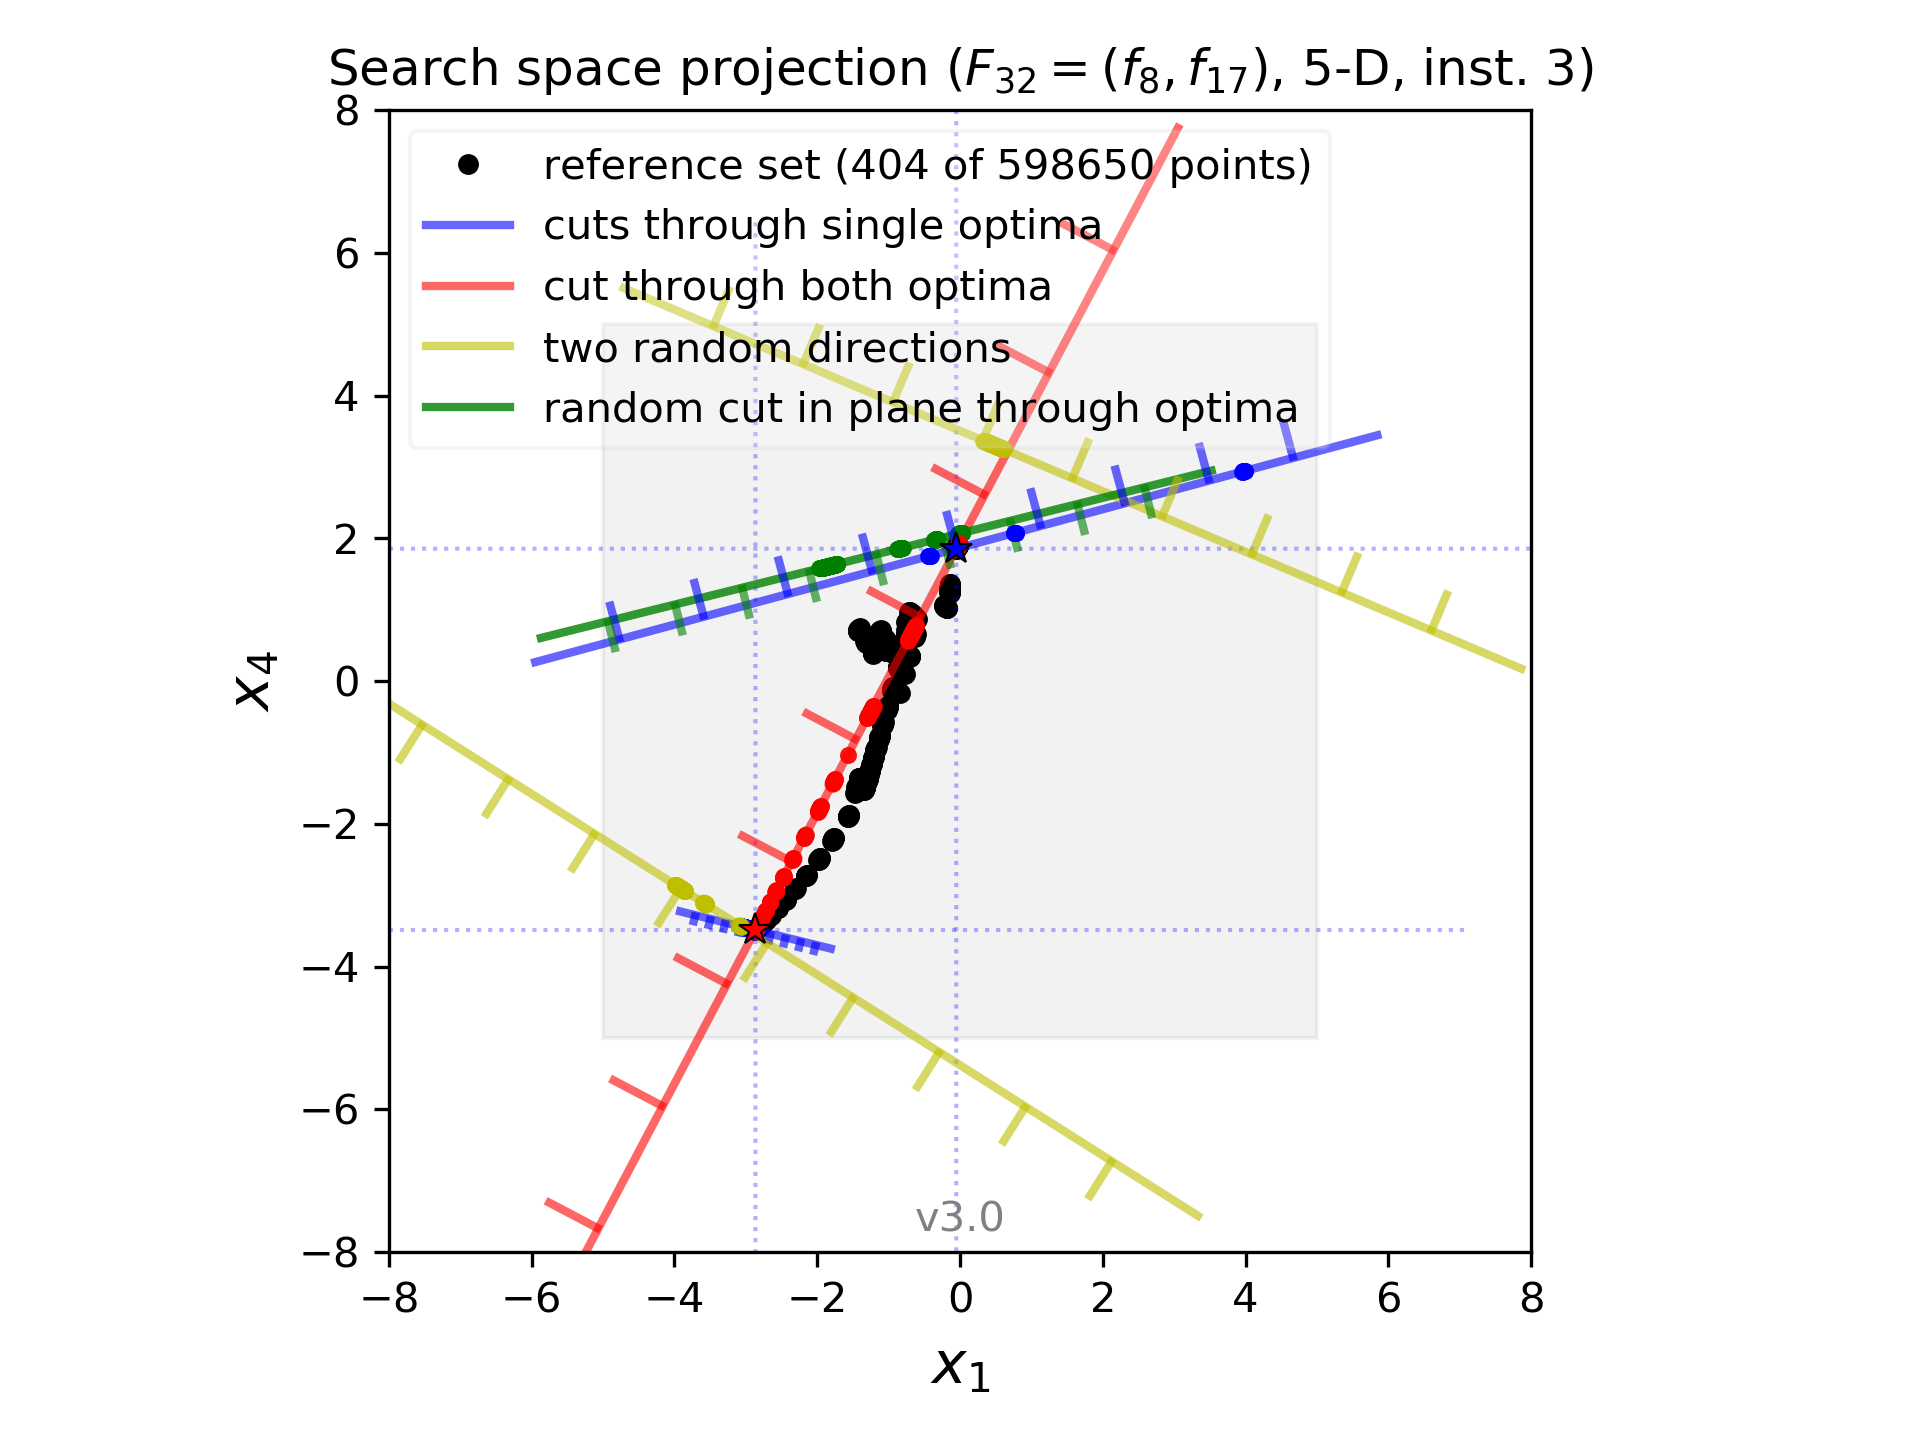 Search space projection (F32 = (f8, f17), 5-D, inst. 3)
8
reference set (404 of 598650 points)
cuts through single optima
6
cut through both optima
two random directions
4
random cut in plane through optima
2
0
x4
−2
−4
−6
v3.0
−8
−8 −6 −4 −2 0 2 4 6 8
x1